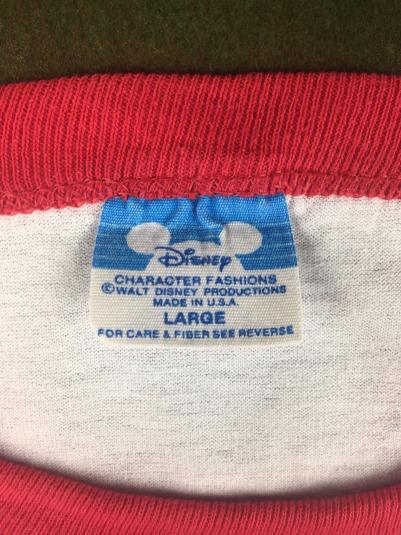 Disney
CHARACTER FASHIONS
©WALT DISNEY PRODUCTIONS
MADE IN U.S.A.
LARGE
FOR CARE & FIBER SEE REVERSE